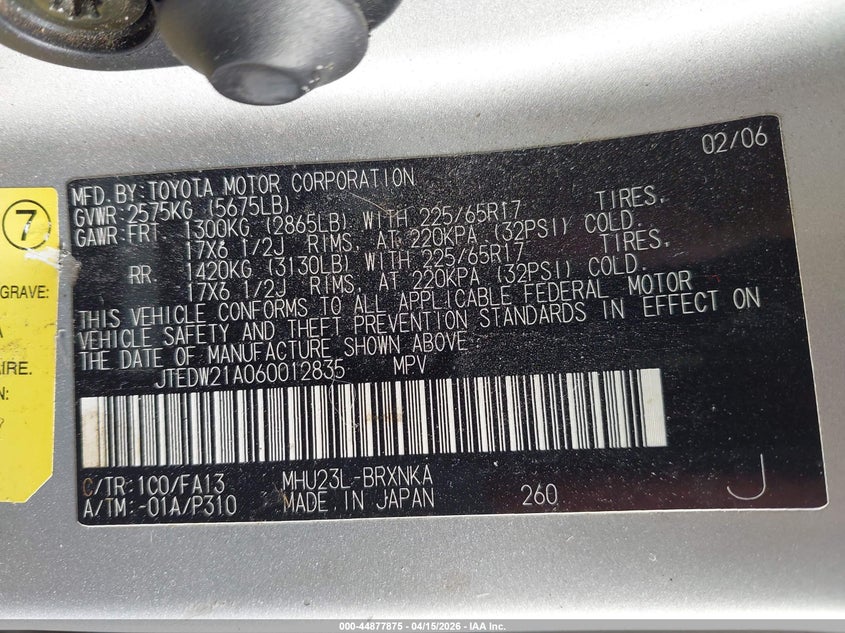 02/06
MFD. BY: TOYOTA MOTOR CORPORATION
GVWR: 2575KG (5675LB)
GAWR: FRT 1300KG (2865LB) WITH 225/65R17 TIRES,
17X6 1/2J RIMS, AT 220KPA (32PSI) COLD.
RR. 1420KG (3130LB) WITH 225/65R17 TIRES,
17X6 1/2J RIMS, AT 220KPA (32PSI) COLD.
THIS VEHICLE CONFORMS TO ALL APPLICABLE FEDERAL MOTOR
VEHICLE SAFETY AND THEFT PREVENTION STANDARDS IN EFFECT ON
THE DATE OF MANUFACTURE SHOWN ABOVE.
JTEDW21A060012835 MPV
C/TR: 1C0/FA13 MHU23L-BRXNKA
A/TM: -01A/P310 MADE IN JAPAN 260 J
7
GRAVE:
A
AIRE.
N:
000-44877875 - 04/15/2026 - IAA Inc.